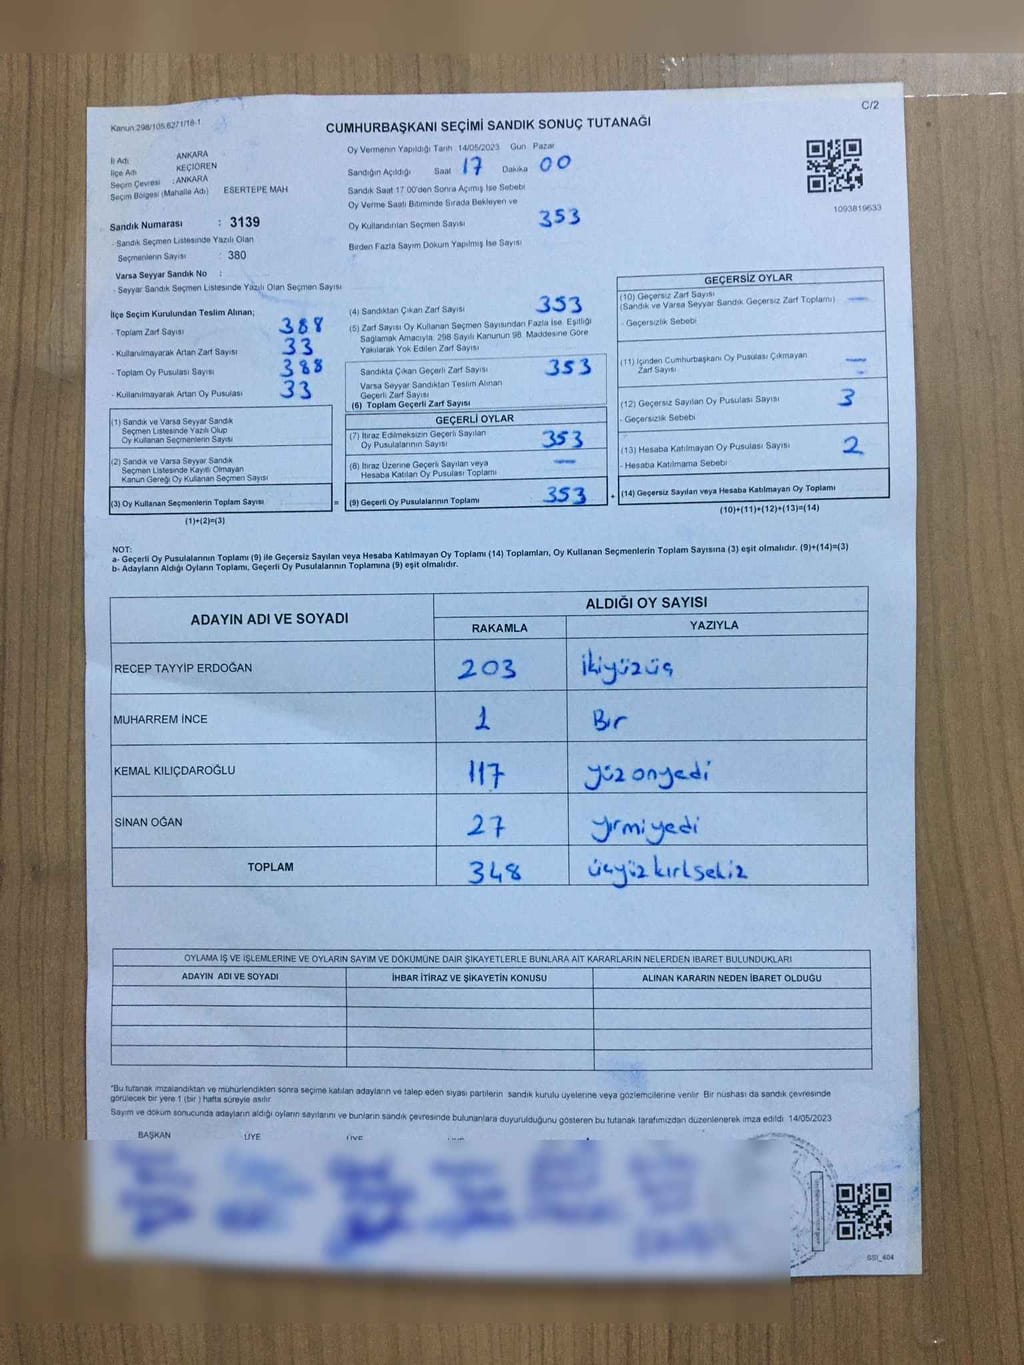 C/2
Kanun:298/105,6271/18-1
CUMHURBAŞKANI SEÇİMİ SANDIK SONUÇ TUTANAĞI
İl Adı ANKARA
İlçe Adı KEÇİÖREN
Seçim Çevresi : ANKARA
Seçim Bölgesi (Mahalle Adı) ESERTEPE MAH
Sandık Numarası : 3139
- Sandık Seçmen Listesinde Yazılı Olan
Seçmenlerin Sayısı : 380
Varsa Seyyar Sandık No :
- Seyyar Sandık Seçmen Listesinde Yazılı Olan Seçmen Sayısı
Oy Vermenin Yapıldığı Tarih 14/05/2023 Gün Pazar
Sandığın Açıldığı Saat 17 Dakika 00
Sandık Saat 17.00'den Sonra Açımış İse Sebebi
Oy Verme Saati Bitiminde Sırada Bekleyen ve
Oy Kullandırılan Seçmen Sayısı 353
Birden Fazla Sayım Döküm Yapılmış İse Sayısı
1093819633
İlçe Seçim Kurulundan Teslim Alınan;
- Toplam Zarf Sayısı 388
- Kullanılmayarak Artan Zarf Sayısı 33
- Toplam Oy Pusulası Sayısı 388
- Kullanılmayarak Artan Oy Pusulası 33
(1) Sandık ve Varsa Seyyar Sandık
Seçmen Listesinde Yazılı Olup
Oy Kullanan Seçmenlerin Sayısı
(2) Sandık ve Varsa Seyyar Sandık
Seçmen Listesinde Kayıtlı Olmayan
Kanun Gereği Oy Kullanan Seçmen Sayısı
(3) Oy Kullanan Seçmenlerin Toplam Sayısı
=
(1)+(2)=(3)
(4) Sandıktan Çıkan Zarf Sayısı 353
(5) Zarf Sayısı Oy Kullanan Seçmen Sayısından Fazla İse, Eşitliği
Sağlamak Amacıyla, 298 Sayılı Kanunun 98. Maddesine Göre
Yakılarak Yok Edilen Zarf Sayısı
Sandıkta Çıkan Geçerli Zarf Sayısı 353
Varsa Seyyar Sandıktan Teslim Alınan
Geçerli Zarf Sayısı
(6) Toplam Geçerli Zarf Sayısı
GEÇERLİ OYLAR
(7) İtiraz Edilmeksizin Geçerli Sayılan
Oy Pusulalarının Sayısı 353
(8) İtiraz Üzerine Geçerli Sayılan veya
Hesaba Katılan Oy Pusulası Toplamı —
(9) Geçerli Oy Pusulalarının Toplamı 353
+
GEÇERSİZ OYLAR
(10) Geçersiz Zarf Sayısı
(Sandık ve Varsa Seyyar Sandık Geçersiz Zarf Toplamı) —
- Geçersizlik Sebebi
(11) İçinden Cumhurbaşkanı Oy Pusulası Çıkmayan
Zarf Sayısı —
(12) Geçersiz Sayılan Oy Pusulası Sayısı 3
- Geçersizlik Sebebi
(13) Hesaba Katılmayan Oy Pusulası Sayısı 2
- Hesaba Katılmama Sebebi
(14) Geçersiz Sayılan veya Hesaba Katılmayan Oy Toplamı
(10)+(11)+(12)+(13)=(14)
NOT:
a- Geçerli Oy Pusulalarının Toplamı (9) ile Geçersiz Sayılan veya Hesaba Katılmayan Oy Toplamı (14) Toplamları, Oy Kullanan Seçmenlerin Toplam Sayısına (3) eşit olmalıdır. (9)+(14)=(3)
b- Adayların Aldığı Oyların Toplamı, Geçerli Oy Pusulalarının Toplamına (9) eşit olmalıdır.
ADAYIN ADI VE SOYADI ALDIĞI OY SAYISI
RAKAMLA YAZIYLA
RECEP TAYYİP ERDOĞAN 203 ikiyüzüç
MUHARREM İNCE 1 Bir
KEMAL KILIÇDAROĞLU 117 yüzonyedi
SİNAN OĞAN 27 yirmiyedi
TOPLAM 348 üçyüzkırksekiz
OYLAMA İŞ VE İŞLEMLERİNE VE OYLARIN SAYIM VE DÖKÜMÜNE DAİR ŞİKAYETLERLE BUNLARA AİT KARARLARIN NELERDEN İBARET BULUNDUKLARI
ADAYIN ADI VE SOYADI İHBAR İTİRAZ VE ŞİKAYETİN KONUSU ALINAN KARARIN NEDEN İBARET OLDUĞU
*Bu tutanak imzalandıktan ve mühürlendikten sonra seçime katılan adayların ve talep eden siyasi partilerin sandık kurulu üyelerine veya gözlemcilerine verilir. Bir nüshası da sandık çevresinde
görülecek bir yere 1 (bir) hafta süreyle asılır.
Sayım ve döküm sonucunda adayların aldığı oyların sayılarını ve bunların sandık çevresinde bulunanlara duyurulduğunu gösteren bu tutanak tarafımızdan düzenlenerek imza edildi. 14/05/2023
BAŞKAN ÜYE ÜYE
SSI_404